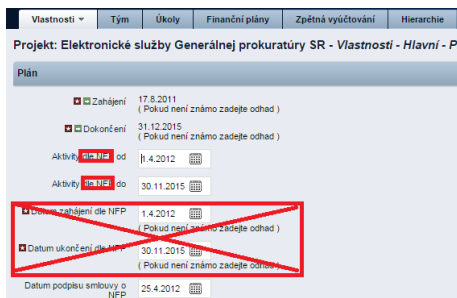 Vlastnosti Tým Úkoly Finanční plány Zpětná vyúčtování Hierarchie
Projekt: Elektronické služby Generálnej prokuratúry SR - Vlastnosti - Hlavní - P
Plán
Zahájení 17.8.2011
( Pokud není známo zadejte odhad )
Dokončení 31.12.2015
( Pokud není známo zadejte odhad )
Aktivity dle NFP od 1.4.2012
Aktivity dle NFP do 30.11.2015
Datum zahájení dle NFP 1.4.2012
( Pokud není známo zadejte odhad )
Datum ukončení dle NFP 30.11.2015
( Pokud není známo zadejte odhad )
Datum podpisu smlouvy o 25.4.2012
NFP